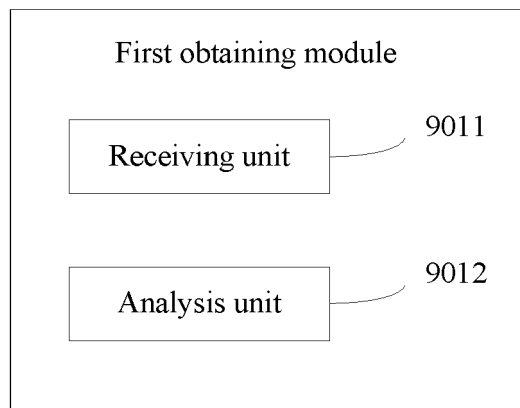 First obtaining module
Receiving unit
9011
Analysis unit
9012